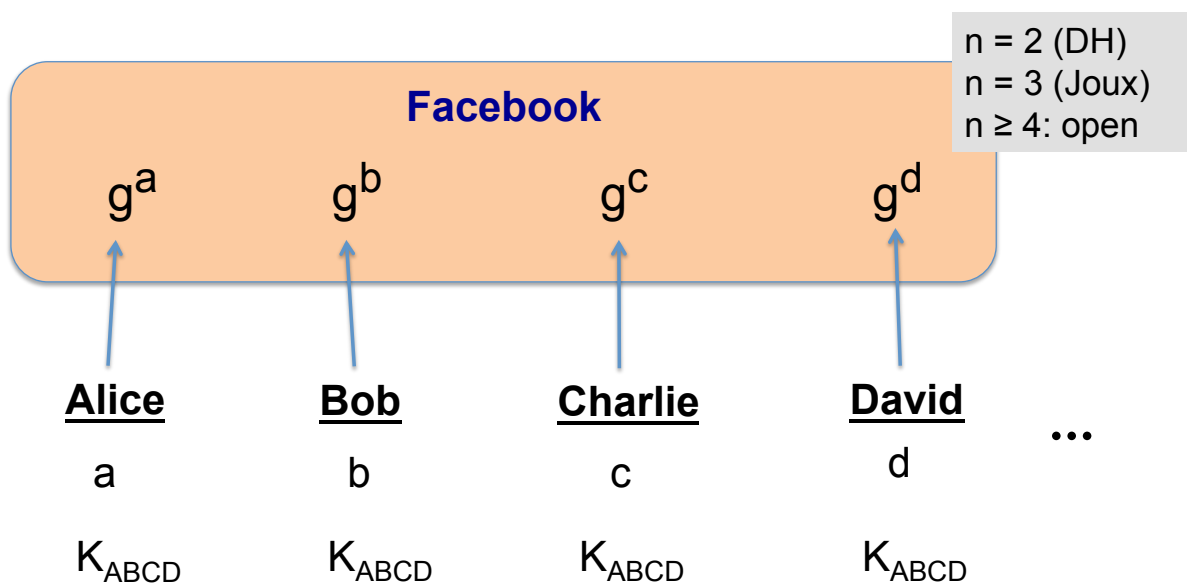 n = 2 (DH)
n = 3 (Joux)
n ≥ 4: open
Facebook
g^a g^b g^c g^d
Alice Bob Charlie David ...
a b c d
K_ABCD K_ABCD K_ABCD K_ABCD